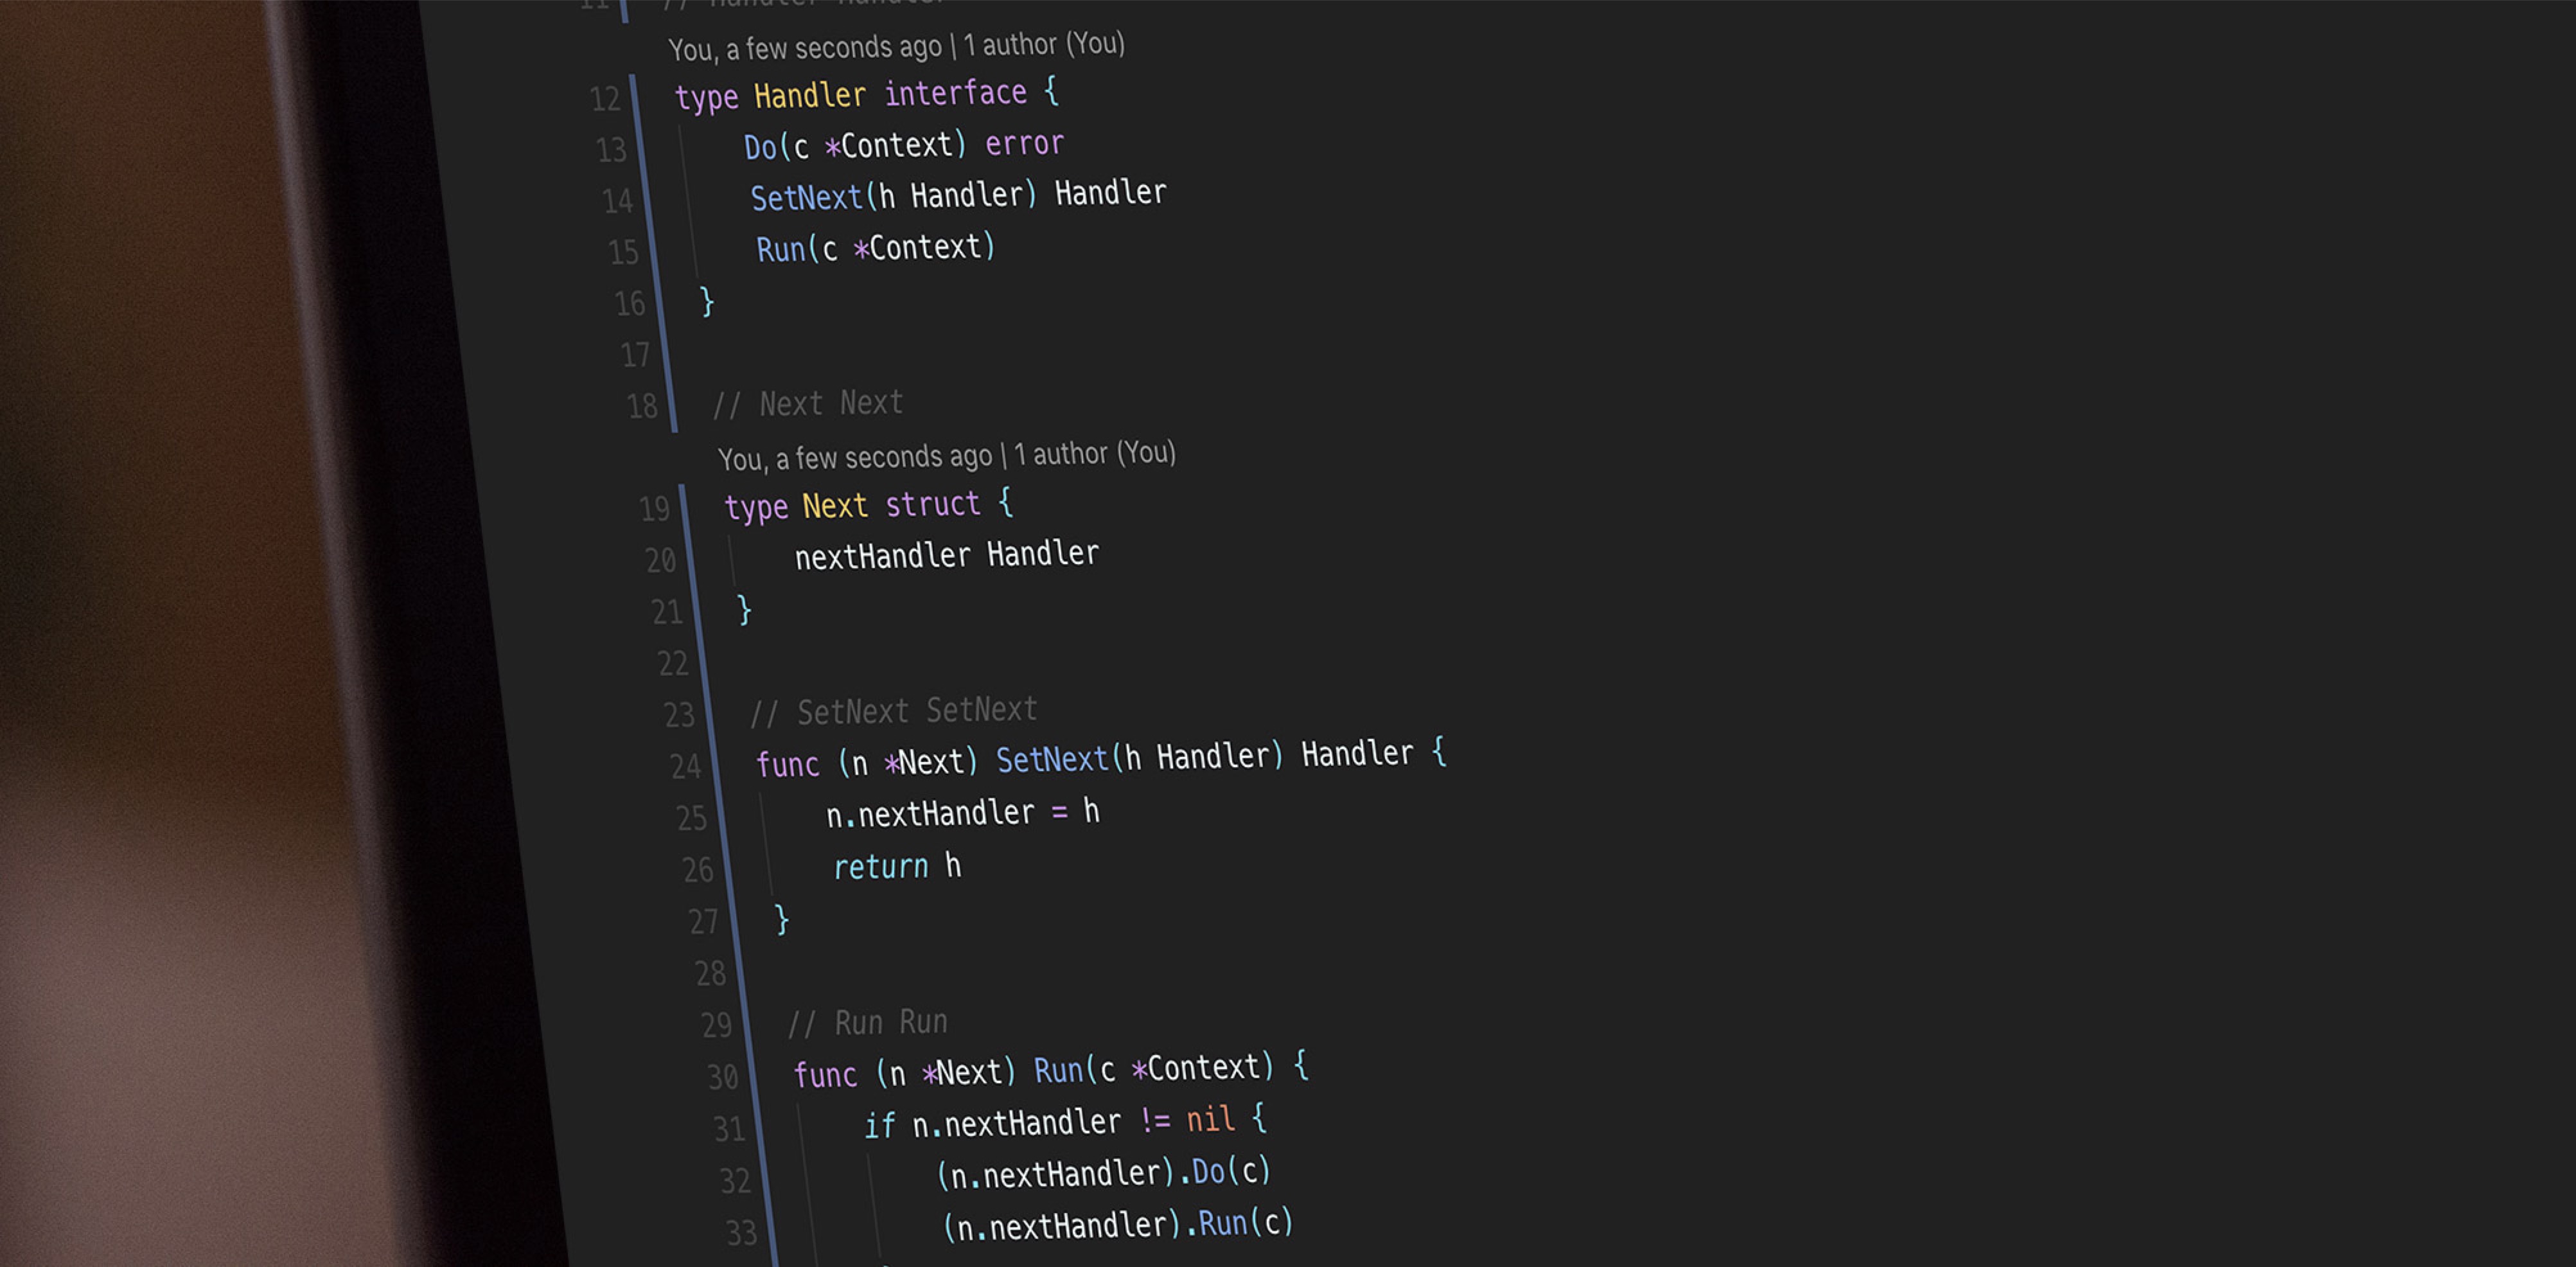 11 // Handler Handler
You, a few seconds ago | 1 author (You)
12 type Handler interface {
13 Do(c *Context) error
14 SetNext(h Handler) Handler
15 Run(c *Context)
16 }
17
18 // Next Next
You, a few seconds ago | 1 author (You)
19 type Next struct {
20 nextHandler Handler
21 }
22
23 // SetNext SetNext
24 func (n *Next) SetNext(h Handler) Handler {
25 n.nextHandler = h
26 return h
27 }
28
29 // Run Run
30 func (n *Next) Run(c *Context) {
31 if n.nextHandler != nil {
32 (n.nextHandler).Do(c)
33 (n.nextHandler).Run(c)